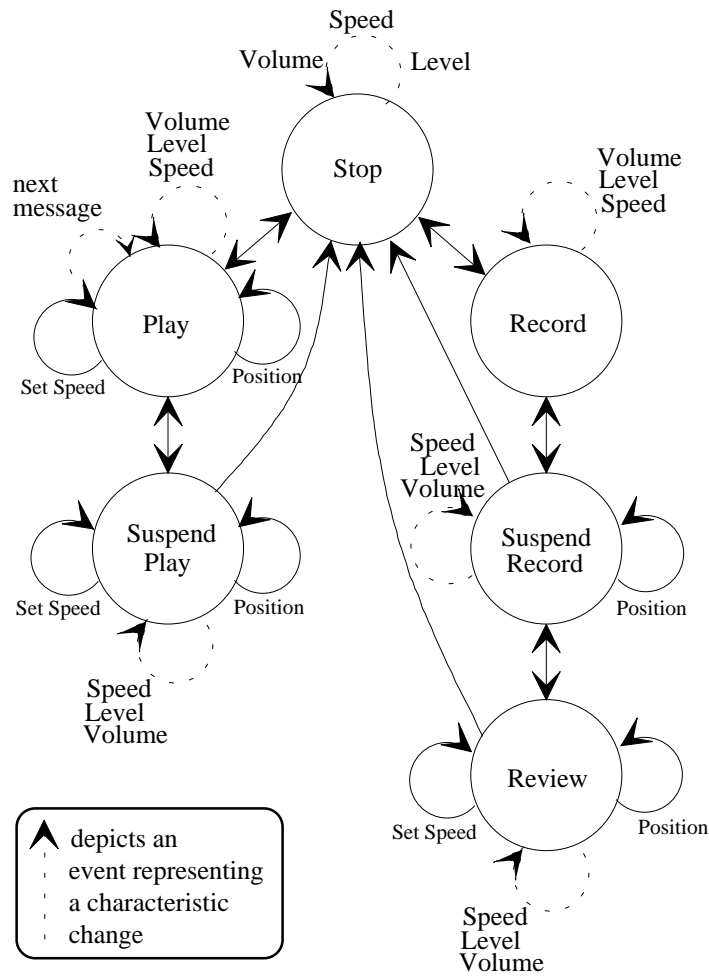 Speed
Volume
Level
Stop
Volume
Level
Speed
next
message
Play
Set Speed
Position
Volume
Level
Speed
Record
Suspend
Play
Set Speed
Position
Speed
Level
Volume
Speed
Level
Volume
Suspend
Record
Position
Review
Set Speed
Position
Speed
Level
Volume
depicts an
event representing
a characteristic
change